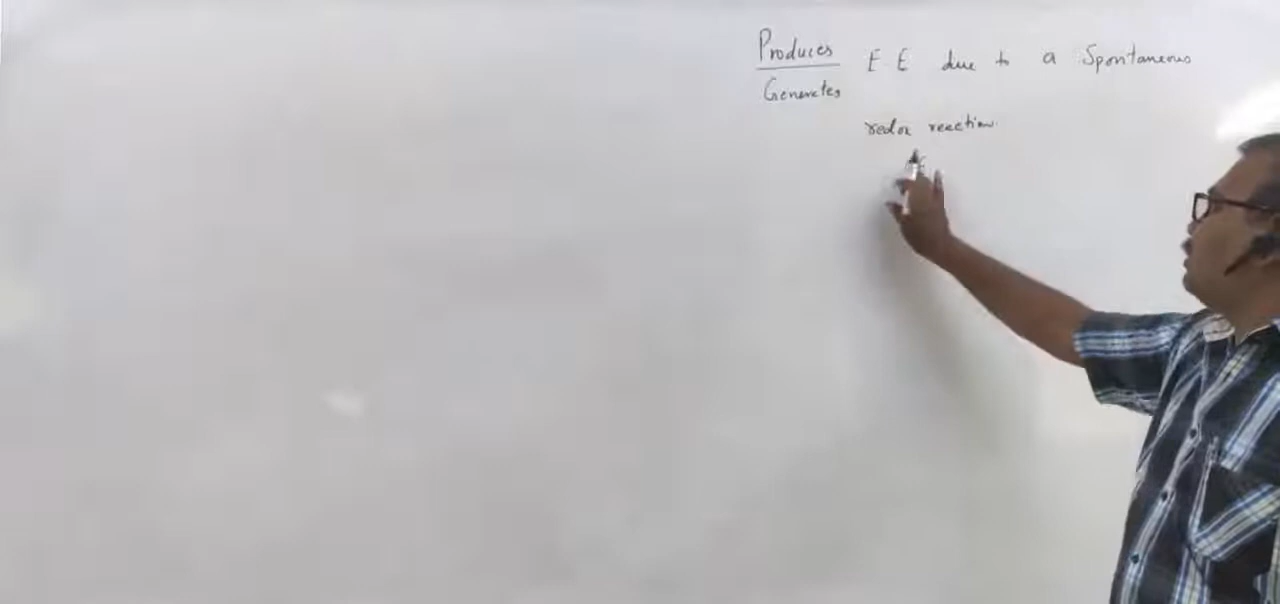 Produces E E due to a Spontaneous
Generates
redox reaction.